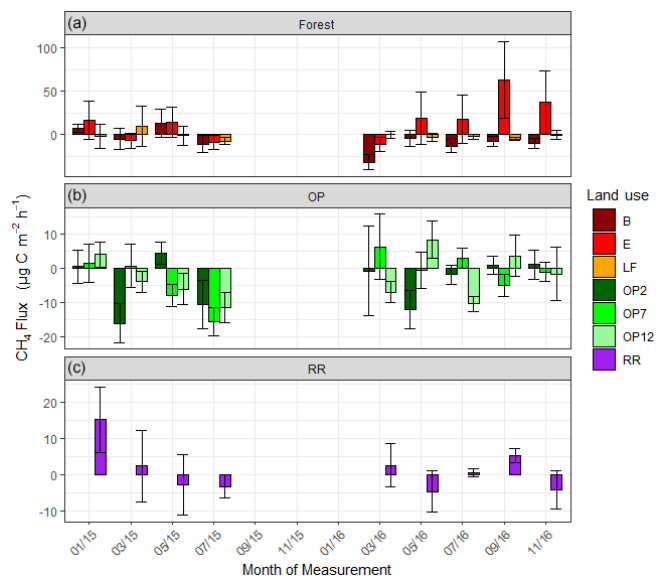 (a)
Forest
100
50
0
(b)
OP
10
0
-10
-20
(c)
RR
20
10
0
-10
CH4 Flux (µg C m−2 h−1)
01/15
03/15
05/15
07/15
09/15
11/15
01/16
03/16
05/16
07/16
09/16
11/16
Month of Measurement
Land use
B
E
LF
OP2
OP7
OP12
RR